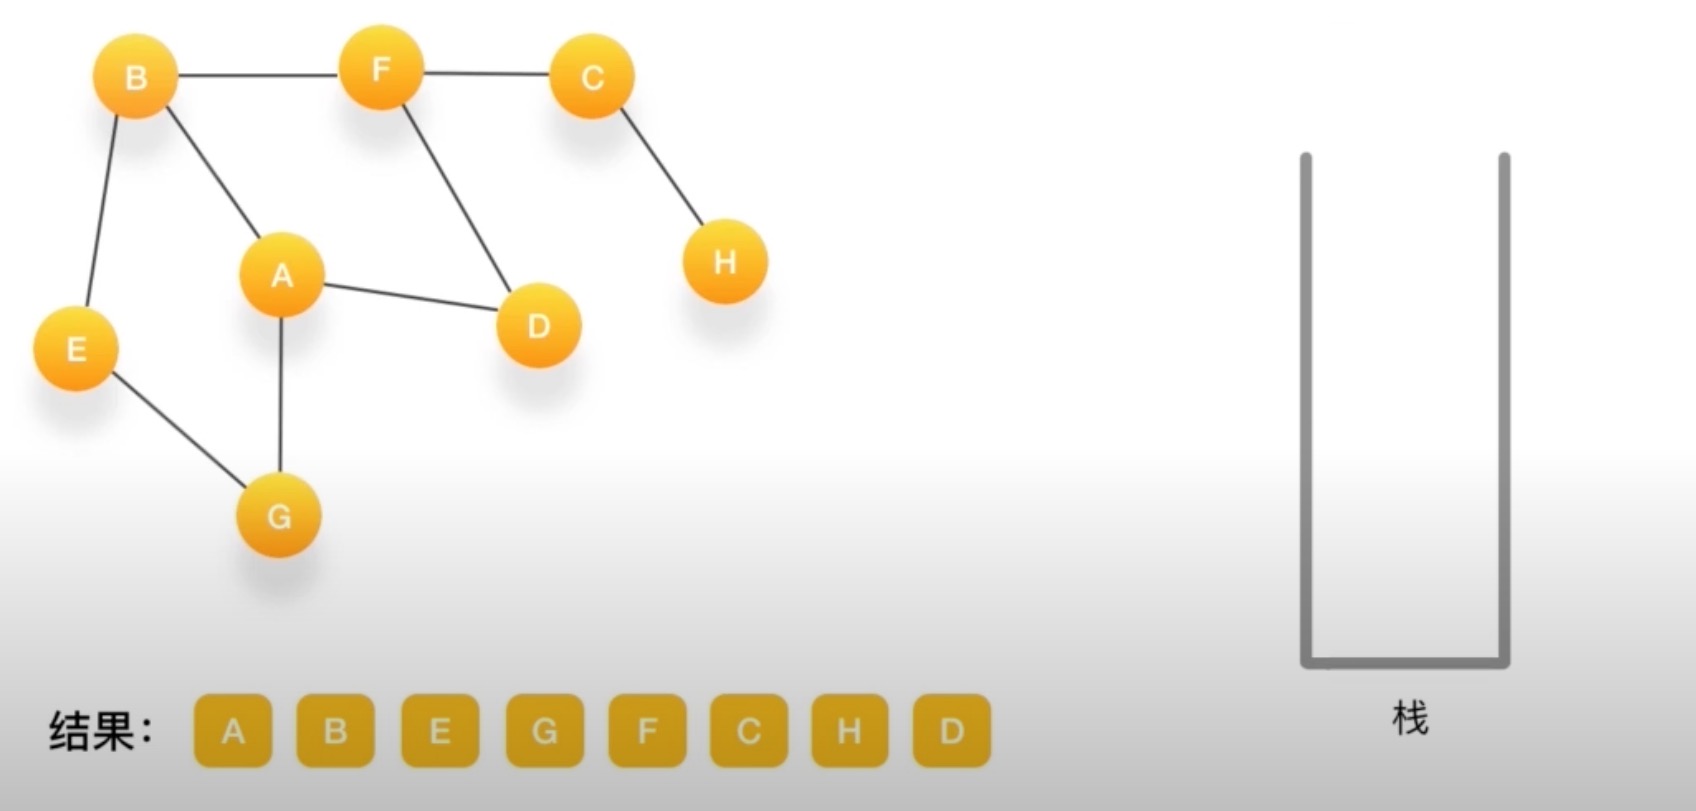 B F C
A H
E D
G
栈
结果： A B E G F C H D